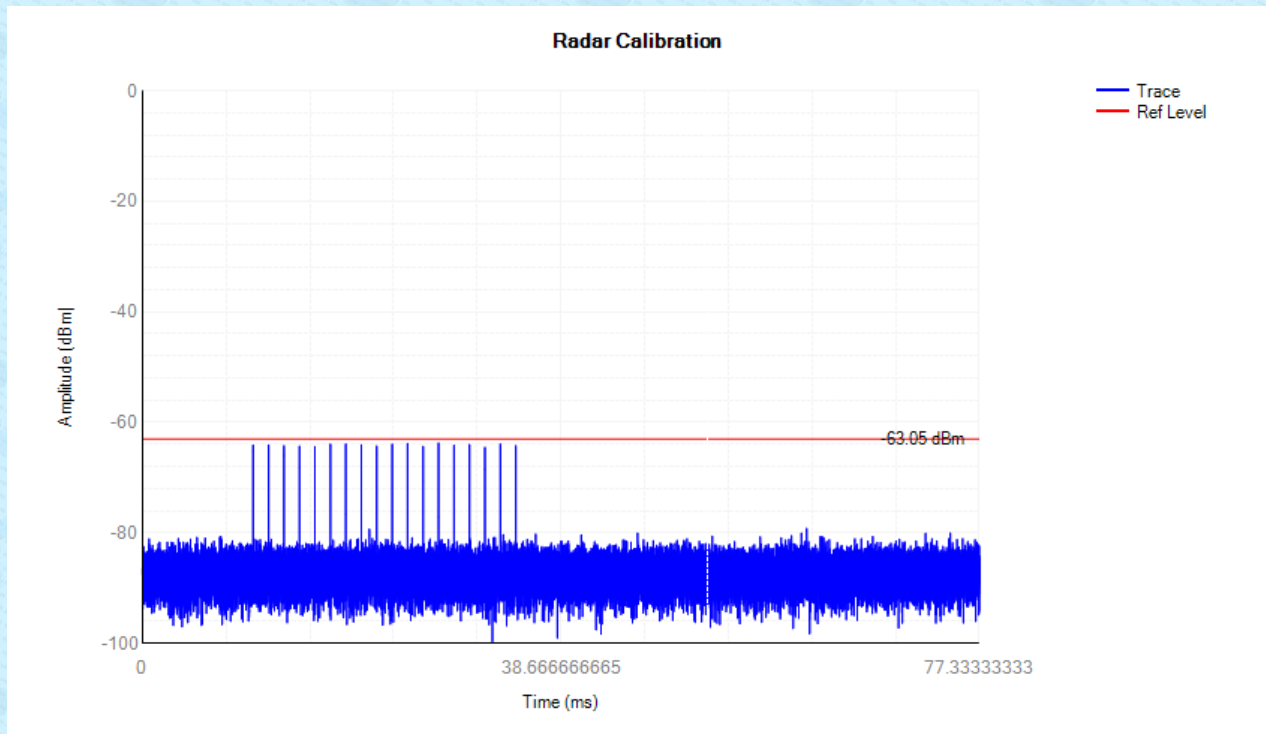 Radar Calibration
Trace
Ref Level
0
-20
-40
-60
-80
-100
Amplitude (dBm)
-63.05 dBm
0
38.666666665
77.33333333
Time (ms)